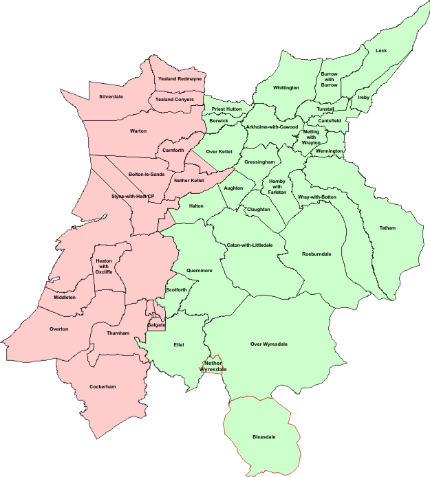 Leck
Yealand Redmayne
Burrow
with
Burrow
Whittington
Silverdale
Yealand Conyers
Ireby
Priest Hutton
Tunstall
Borwick
Cantsfield
Warton
Arkholme-with-Cawood
Melling
with
Wrayton
Carnforth
Over Kellet
Wennington
Gressingham
Bolton-le-Sands
Nether Kellet
Hornby
with
Farleton
Aughton
Slyne-with-Hest CP
Wray-with-Botton
Halton
Claughton
Tatham
Caton-with-Littledale
Roeburndale
Heaton
with
Oxcliffe
Quernmore
Scotforth
Middleton
Galgate
Overton
Thurnham
Ellel
Over Wyresdale
Nether
Wyresdale
Cockerham
Bleasdale